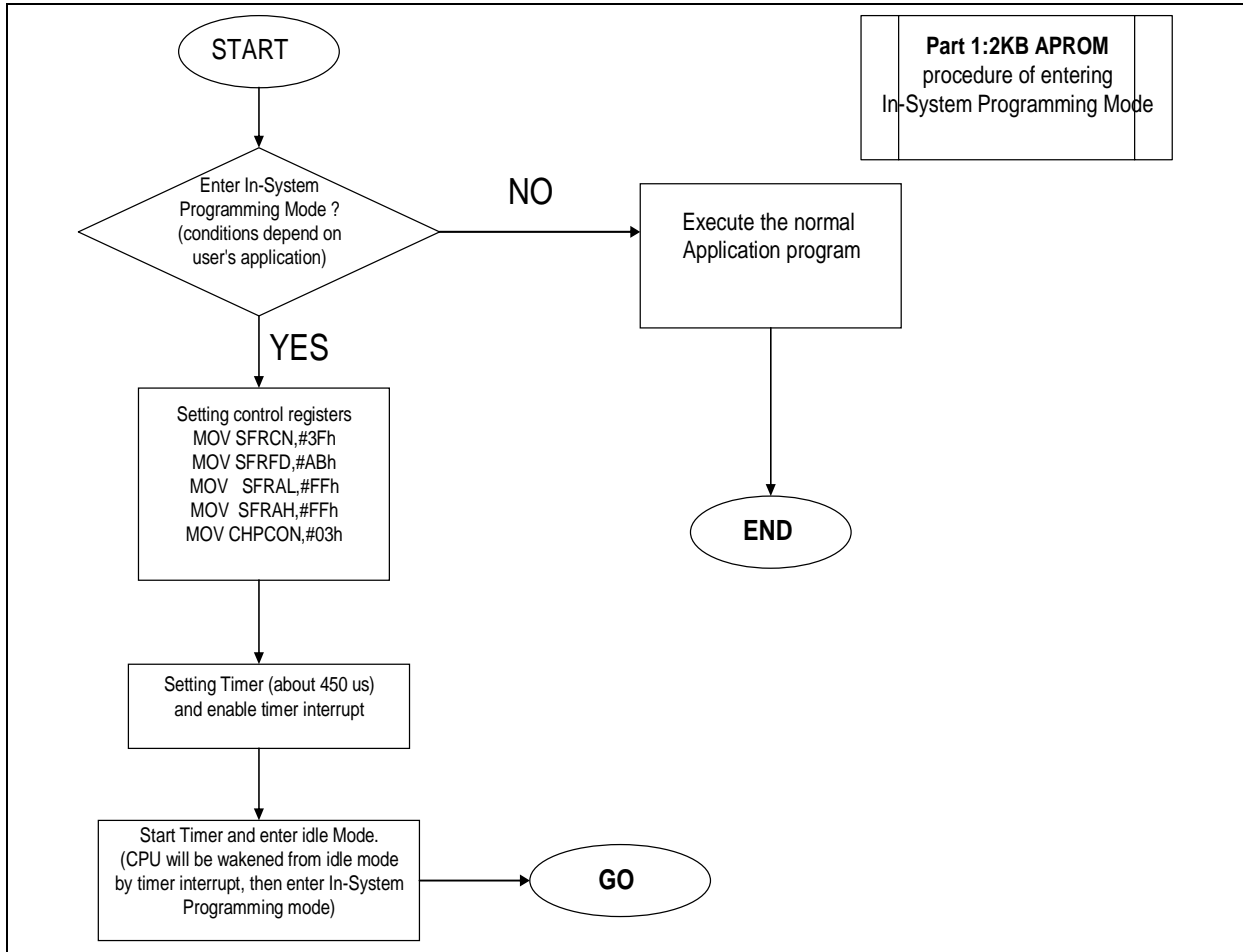 START
Part 1:2KB APROM
procedure of entering
In-System Programming Mode
Enter In-System
Programming Mode ?
(conditions depend on
user's application)
NO
Execute the normal
Application program
YES
Setting control registers
MOV SFRCN,#3Fh
MOV SFRFD,#ABh
MOV SFRAL,#FFh
MOV SFRAH,#FFh
MOV CHPCON,#03h
END
Setting Timer (about 450 us)
and enable timer interrupt
Start Timer and enter idle Mode.
(CPU will be wakened from idle mode
by timer interrupt, then enter In-System
Programming mode)
GO